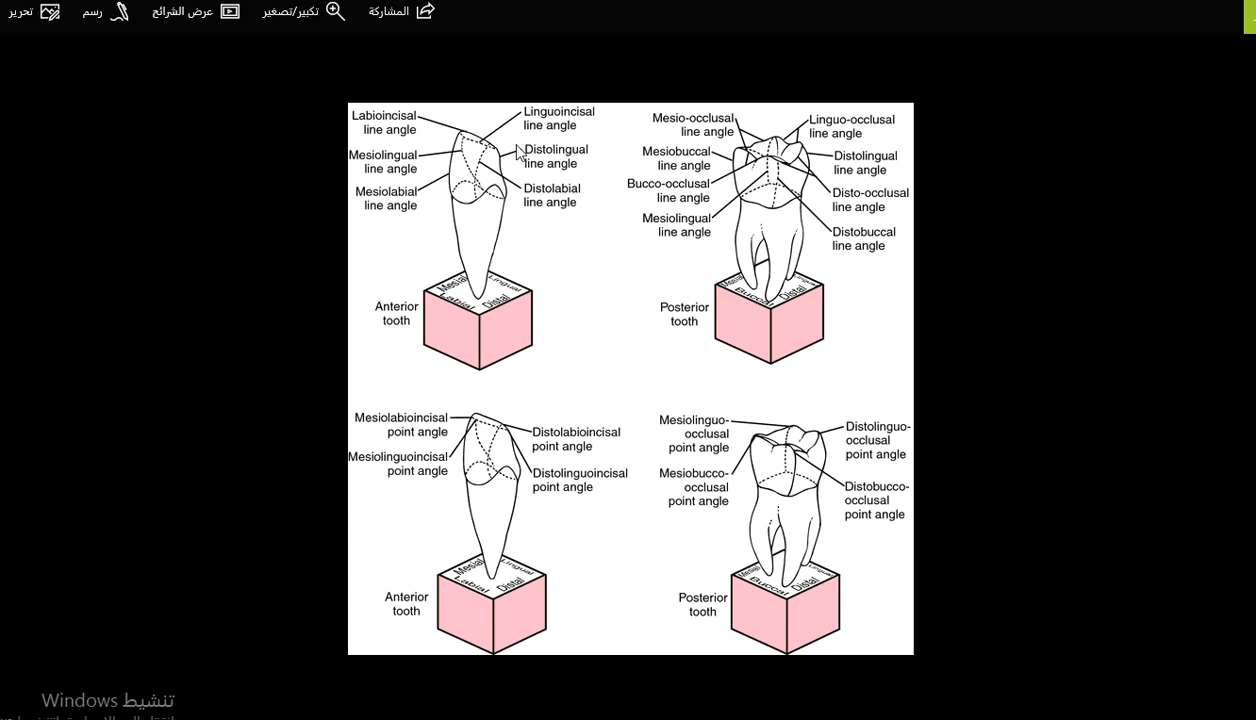 المشاركة
تكبير/تصغير
عرض الشرائح
رسم
تحرير
Labioincisal
line angle
Mesiolingual
line angle
Mesiolabial
line angle
Linguoincisal
line angle
Distolingual
line angle
Distolabial
line angle
Mesial
Lingual
Labial
Distal
Anterior
tooth
Mesio-occlusal
line angle
Mesiobuccal
line angle
Bucco-occlusal
line angle
Mesiolingual
line angle
Linguo-occlusal
line angle
Distolingual
line angle
Disto-occlusal
line angle
Distobuccal
line angle
Mesial
Lingual
Buccal
Distal
Posterior
tooth
Mesiolabioincisal
point angle
Mesiolinguoincisal
point angle
Distolabioincisal
point angle
Distolinguoincisal
point angle
Mesial
Lingual
Labial
Distal
Anterior
tooth
Mesiolinguo-
occlusal
point angle
Mesiobucco-
occlusal
point angle
Distolinguo-
occlusal
point angle
Distobucco-
occlusal
point angle
Mesial
Lingual
Buccal
Distal
Posterior
tooth
تنشيط Windows